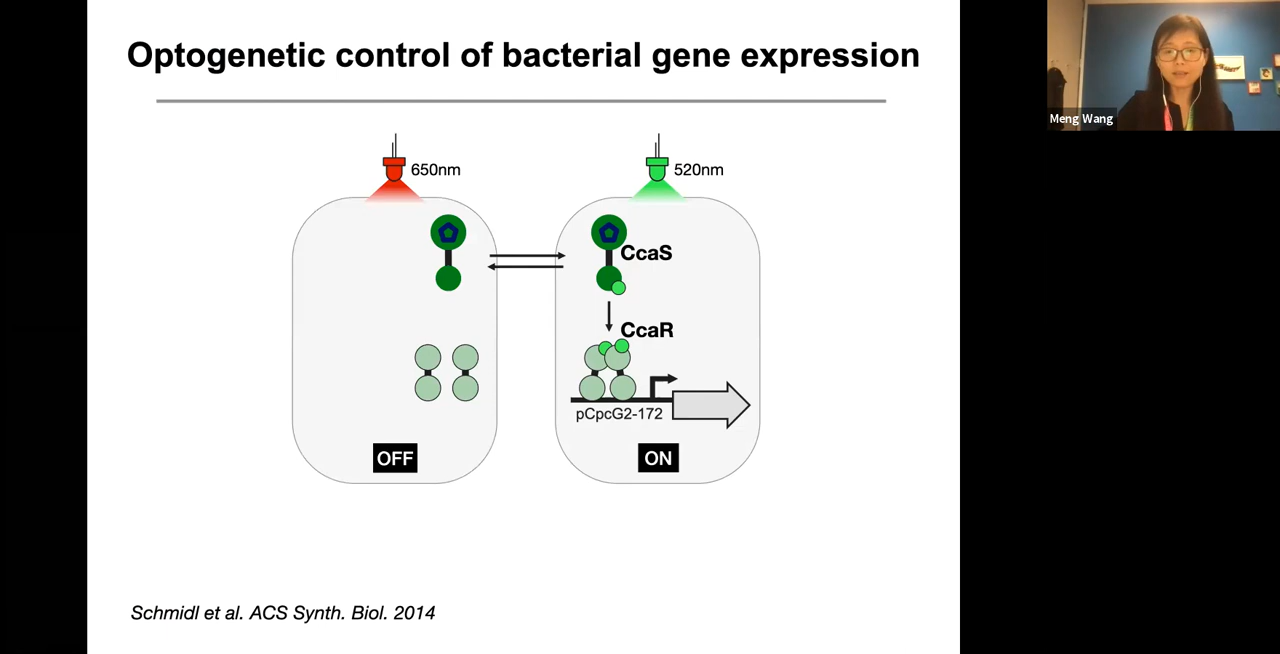 Optogenetic control of bacterial gene expression
Meng Wang
650nm
520nm
CcaS
CcaR
pCpcG2-172
OFF
ON
Schmidl et al. ACS Synth. Biol. 2014